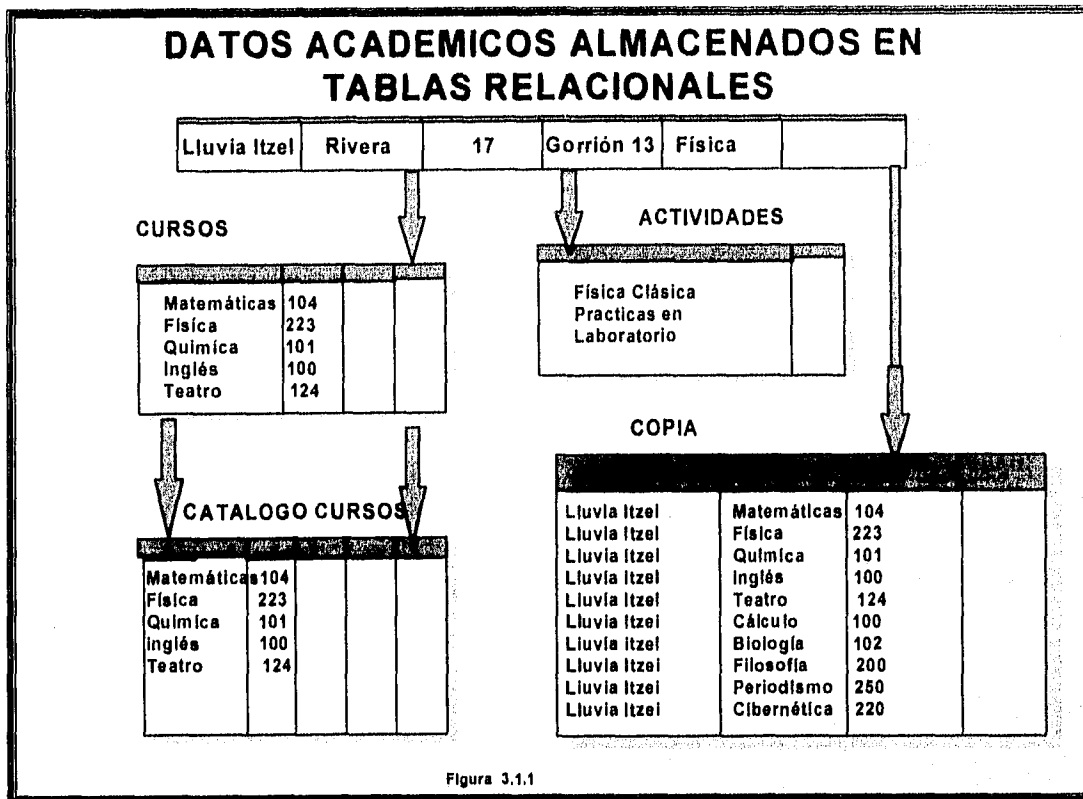 DATOS ACADEMICOS ALMACENADOS EN
TABLAS RELACIONALES
Lluvia Itzel Rivera 17 Gorrión 13 Física
CURSOS
Matemáticas 104
Física 223
Quimíca 101
Inglés 100
Teatro 124
ACTIVIDADES
Física Clásica
Practicas en
Laboratorio
CATALOGO CURSOS
Matemáticas 104
Física 223
Quimíca 101
inglés 100
Teatro 124
COPIA
Lluvia Itzel Matemáticas 104
Lluvia Itzel Física 223
Lluvia Itzel Química 101
Lluvia Itzel Inglés 100
Lluvia Itzel Teatro 124
Lluvia Itzel Cálculo 100
Lluvia Itzel Biología 102
Lluvia Itzel Filosofía 200
Lluvia Itzel Periodismo 250
Lluvia Itzel Cibernética 220
Figura 3.1.1